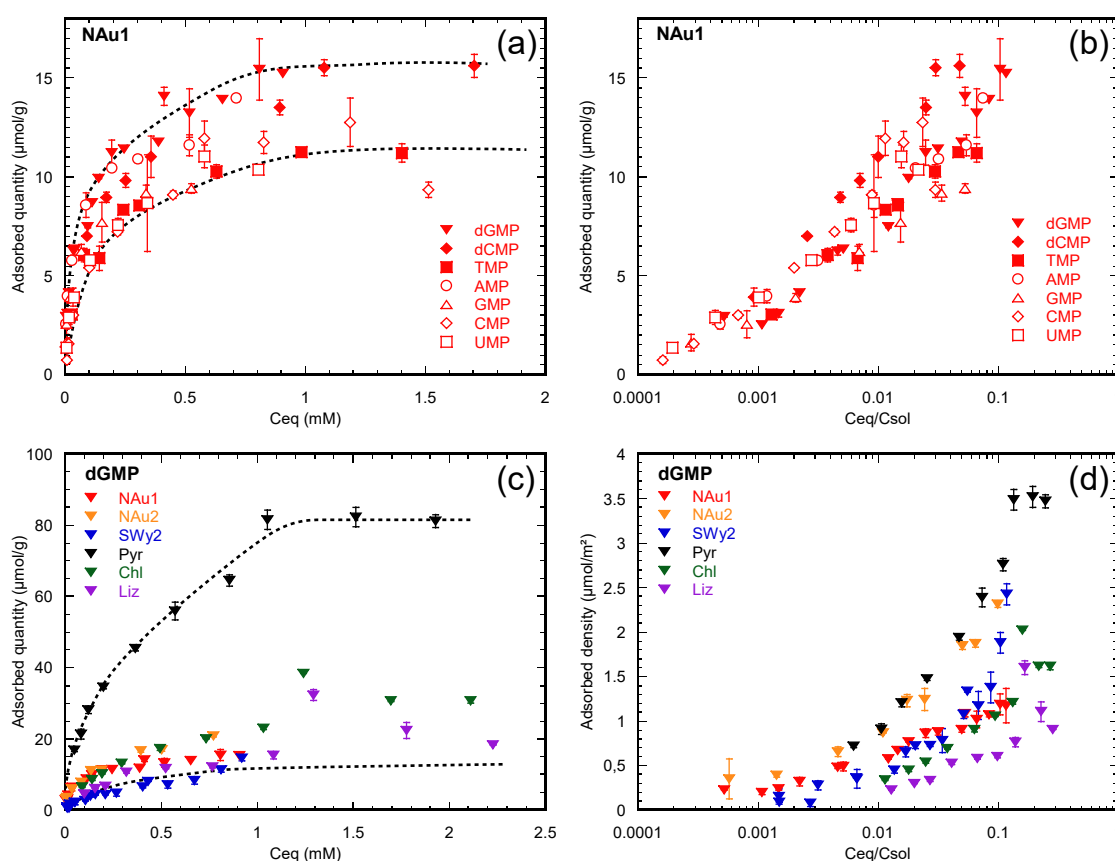 NAu1
(a)
15
10
5
0
0
0.5
1
1.5
2
Adsorbed quantity (µmol/g)
Ceq (mM)
dGMP
dCMP
TMP
AMP
GMP
CMP
UMP
NAu1
(b)
15
10
5
0
0.0001
0.001
0.01
0.1
Adsorbed quantity (µmol/g)
Ceq/Csol
dGMP
dCMP
TMP
AMP
GMP
CMP
UMP
dGMP
(c)
NAu1
NAu2
SWy2
Pyr
Chl
Liz
100
80
60
40
20
0
0
0.5
1
1.5
2
2.5
Adsorbed quantity (µmol/g)
Ceq (mM)
dGMP
(d)
NAu1
NAu2
SWy2
Pyr
Chl
Liz
4
3.5
3
2.5
2
1.5
1
0.5
0
0.0001
0.001
0.01
0.1
Adsorbed density (µmol/m²)
Ceq/Csol